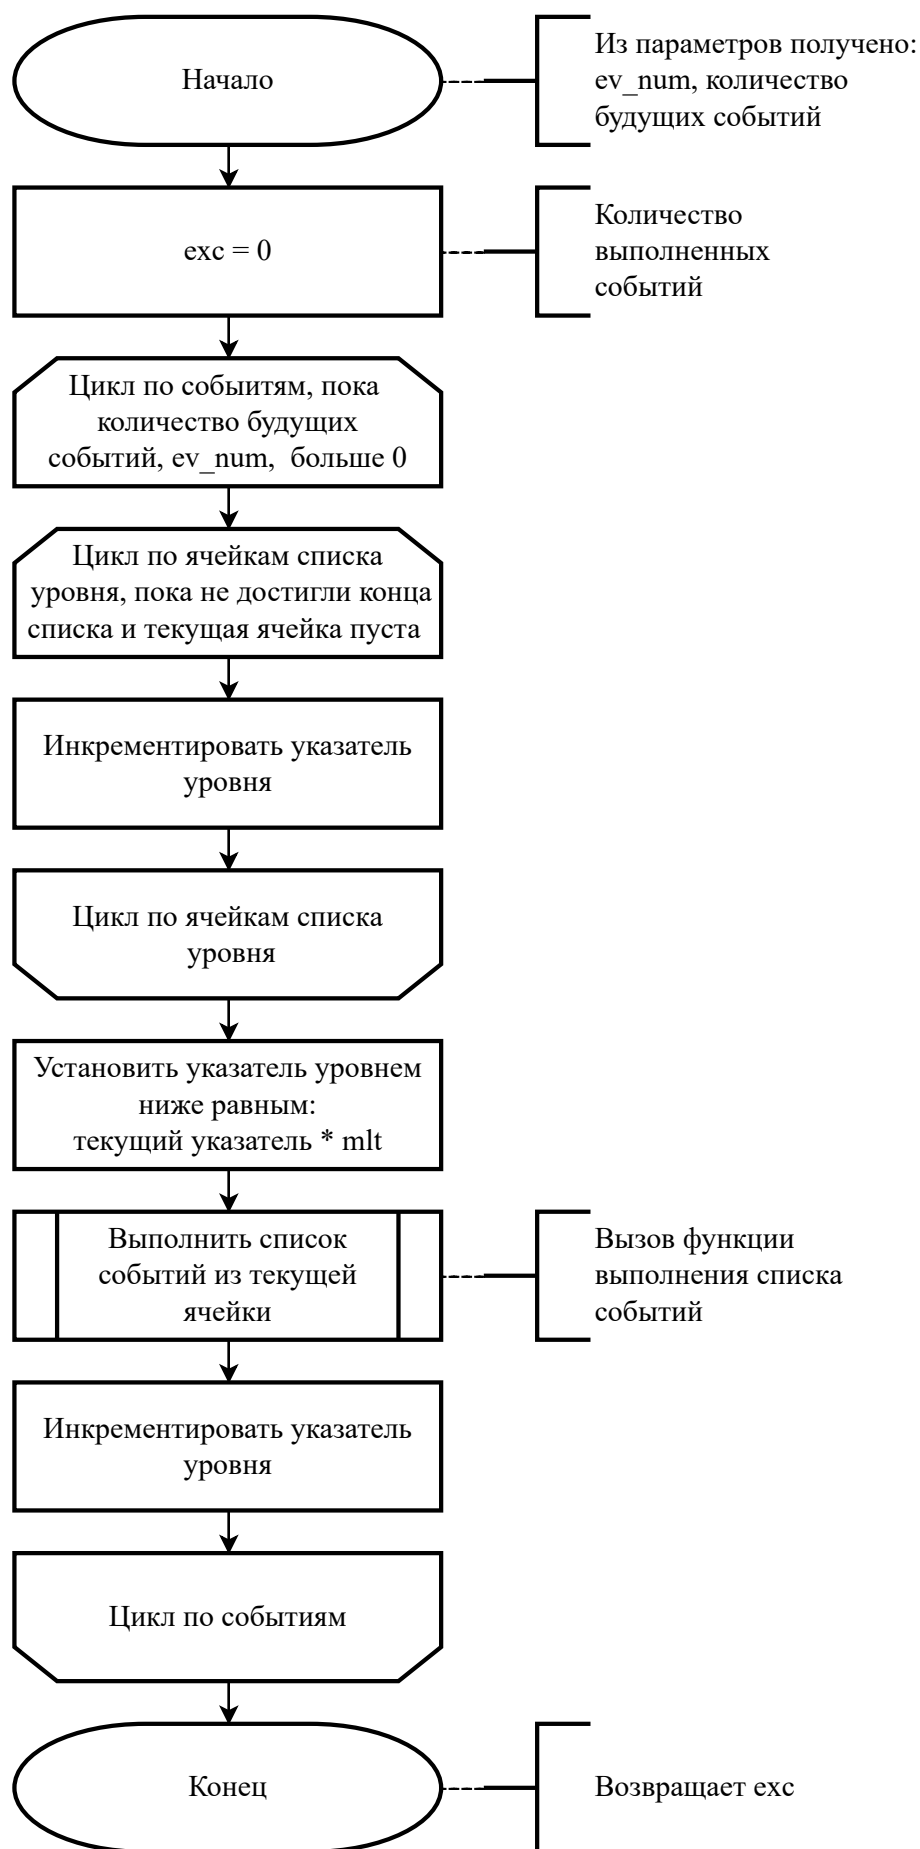 Начало
Из параметров получено:
ev_num, количество
будущих событий
exc = 0
Количество
выполненных
событий
Цикл по собыитям, пока
количество будущих
событий, ev_num,  больше 0
Цикл по ячейкам списка
уровня, пока не достигли конца
списка и текущая ячейка пуста
Инкрементировать указатель
уровня
Цикл по ячейкам списка
уровня
Установить указатель уровнем
ниже равным:
текущий указатель * mlt
Выполнить список
событий из текущей
ячейки
Вызов функции
выполнения списка
событий
Инкрементировать указатель
уровня
Цикл по событиям
Конец
Возвращает exc